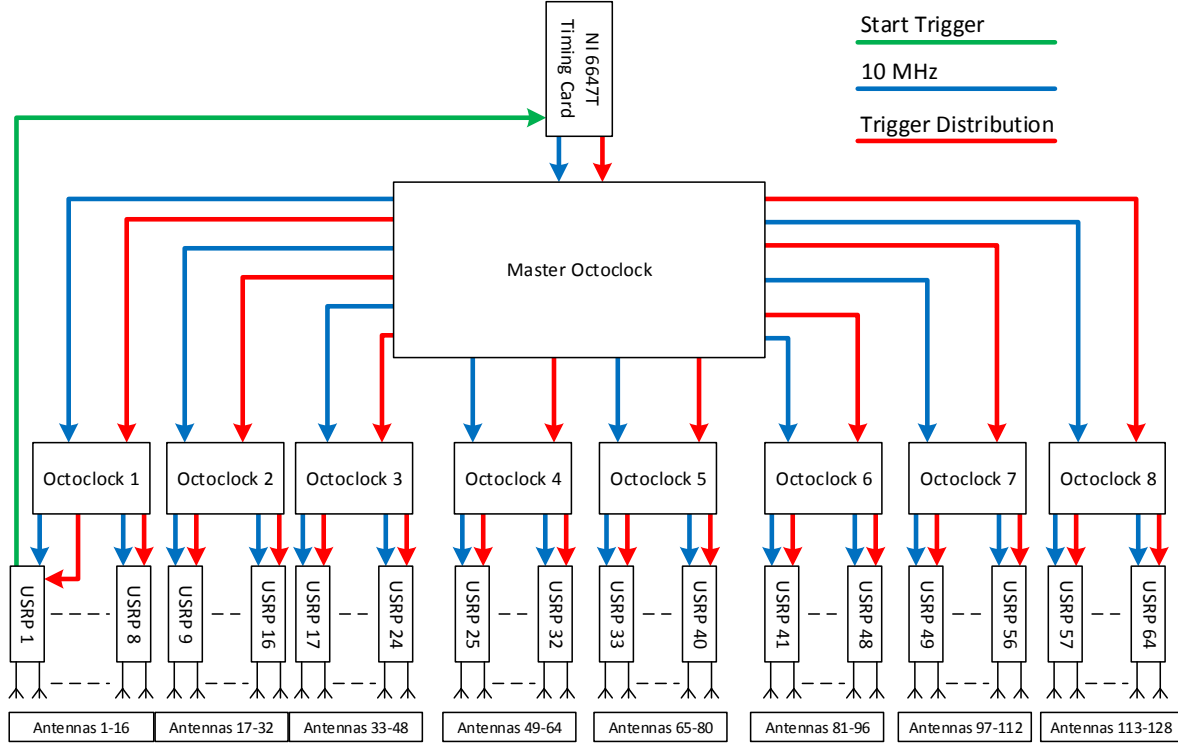 NI 6647T
Timing Card
Start Trigger
10 MHz
Trigger Distribution
Master Octoclock
Octoclock 1
Octoclock 2
Octoclock 3
Octoclock 4
Octoclock 5
Octoclock 6
Octoclock 7
Octoclock 8
USRP 1
USRP 8
USRP 9
USRP 16
USRP 17
USRP 24
USRP 25
USRP 32
USRP 33
USRP 40
USRP 41
USRP 48
USRP 49
USRP 56
USRP 57
USRP 64
Antennas 1-16
Antennas 17-32
Antennas 33-48
Antennas 49-64
Antennas 65-80
Antennas 81-96
Antennas 97-112
Antennas 113-128